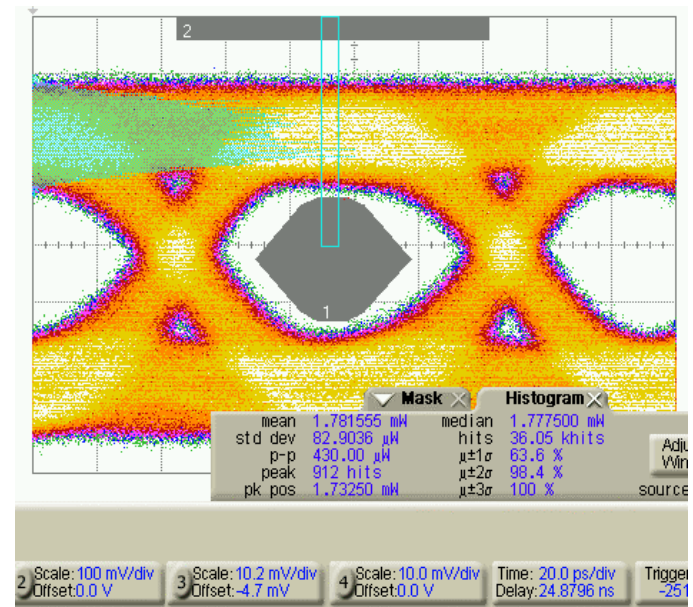 2
1
Mask Histogram
mean 1.781555 mW median 1.777500 mW
std dev 82.9036 µW hits 36.05 khits
p-p 430.00 µW µ±1σ 63.6 %
peak 912 hits µ±2σ 98.4 %
pk pos 1.73250 mW µ±3σ 100 %
Adju
Win
source
2 Scale: 100 mV/div 3 Scale: 10.2 mV/div 4 Scale: 10.0 mV/div Time: 20.0 ps/div Trigger
Offset: 0.0 V Offset: -4.7 mV Offset: 0.0 V Delay: 24.8796 ns -251